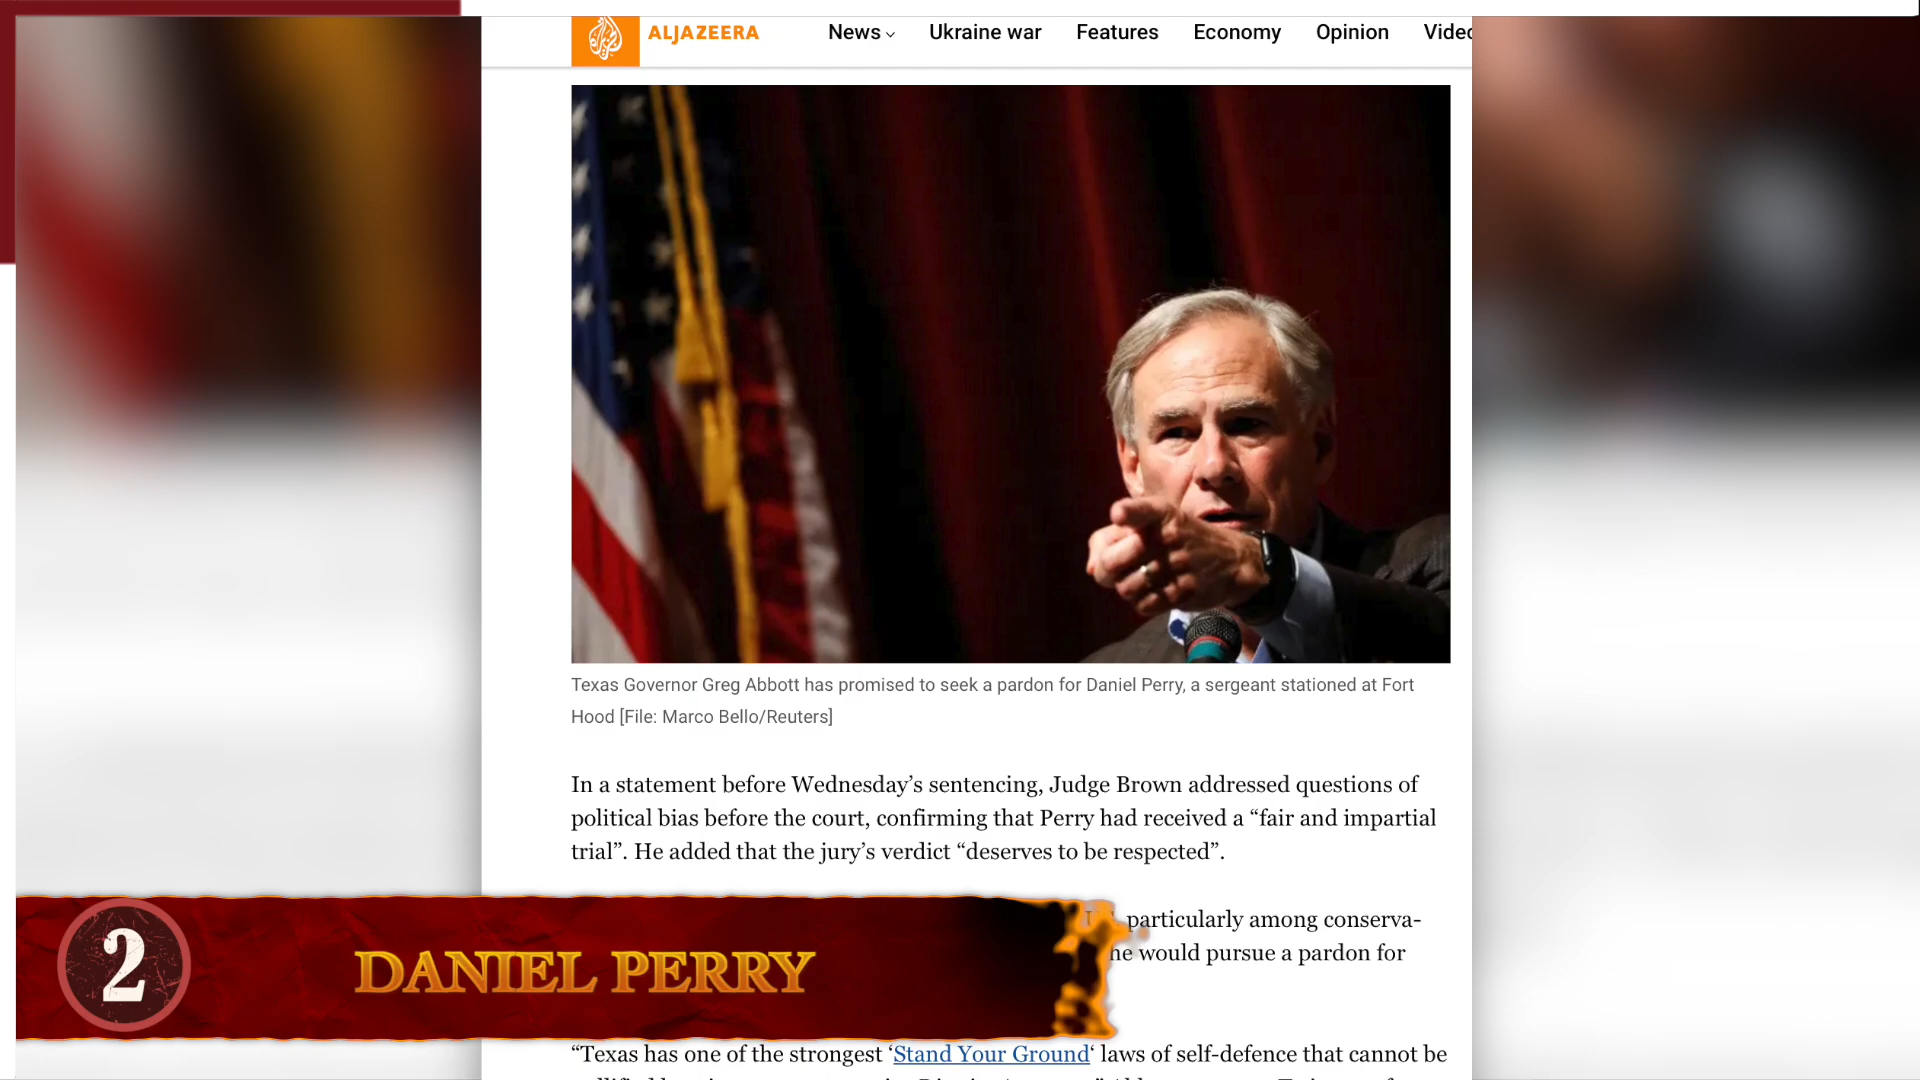 ALJAZEERA News Ukraine war Features Economy Opinion
Texas Governor Greg Abbott has promised to seek a pardon for Daniel Perry, a sergeant stationed at Fort
Hood [File: Marco Bello/Reuters]
In a statement before Wednesday’s sentencing, Judge Brown addressed questions of
political bias before the court, confirming that Perry had received a “fair and impartial
trial”. He added that the jury’s verdict “deserves to be respected”.
particularly among conserva-
he would pursue a pardon for
2 DANIEL PERRY
“Texas has one of the strongest ‘Stand Your Ground‘ laws of self-defence that cannot be